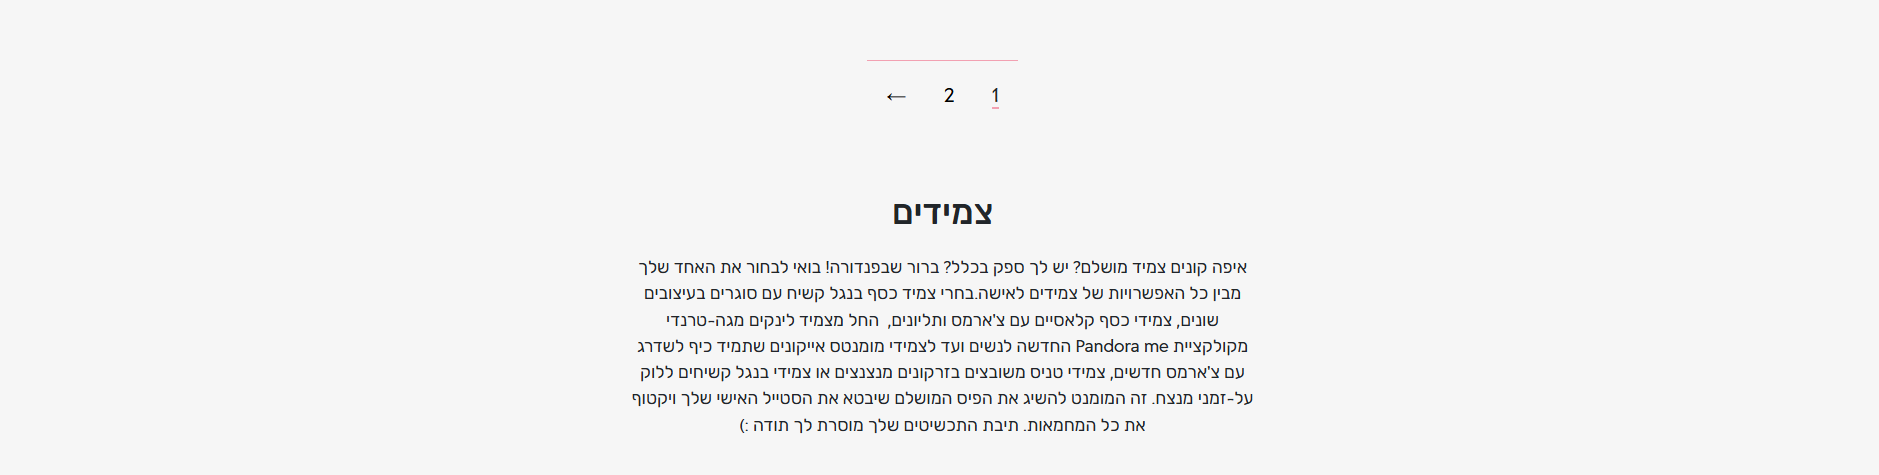 1 2 ←
צמידים
איפה קונים צמיד מושלם? יש לך ספק בכלל? ברור שבפנדורה! בואי לבחור את האחד שלך
מבין כל האפשרויות של צמידים לאישה.בחרי צמיד כסף בנגל קשיח עם סוגרים בעיצובים
שונים, צמידי כסף קלאסיים עם צ'ארמס ותליונים,  החל מצמיד לינקים מגה-טרנדי
מקולקציית Pandora me החדשה לנשים ועד לצמידי מומנטס אייקונים שתמיד כיף לשדרג
עם צ'ארמס חדשים, צמידי טניס משובצים בזרקונים מנצנצים או צמידי בנגל קשיחים ללוק
על-זמני מנצח. זה המומנט להשיג את הפיס המושלם שיבטא את הסטייל האישי שלך ויקטוף
את כל המחמאות. תיבת התכשיטים שלך מוסרת לך תודה :)